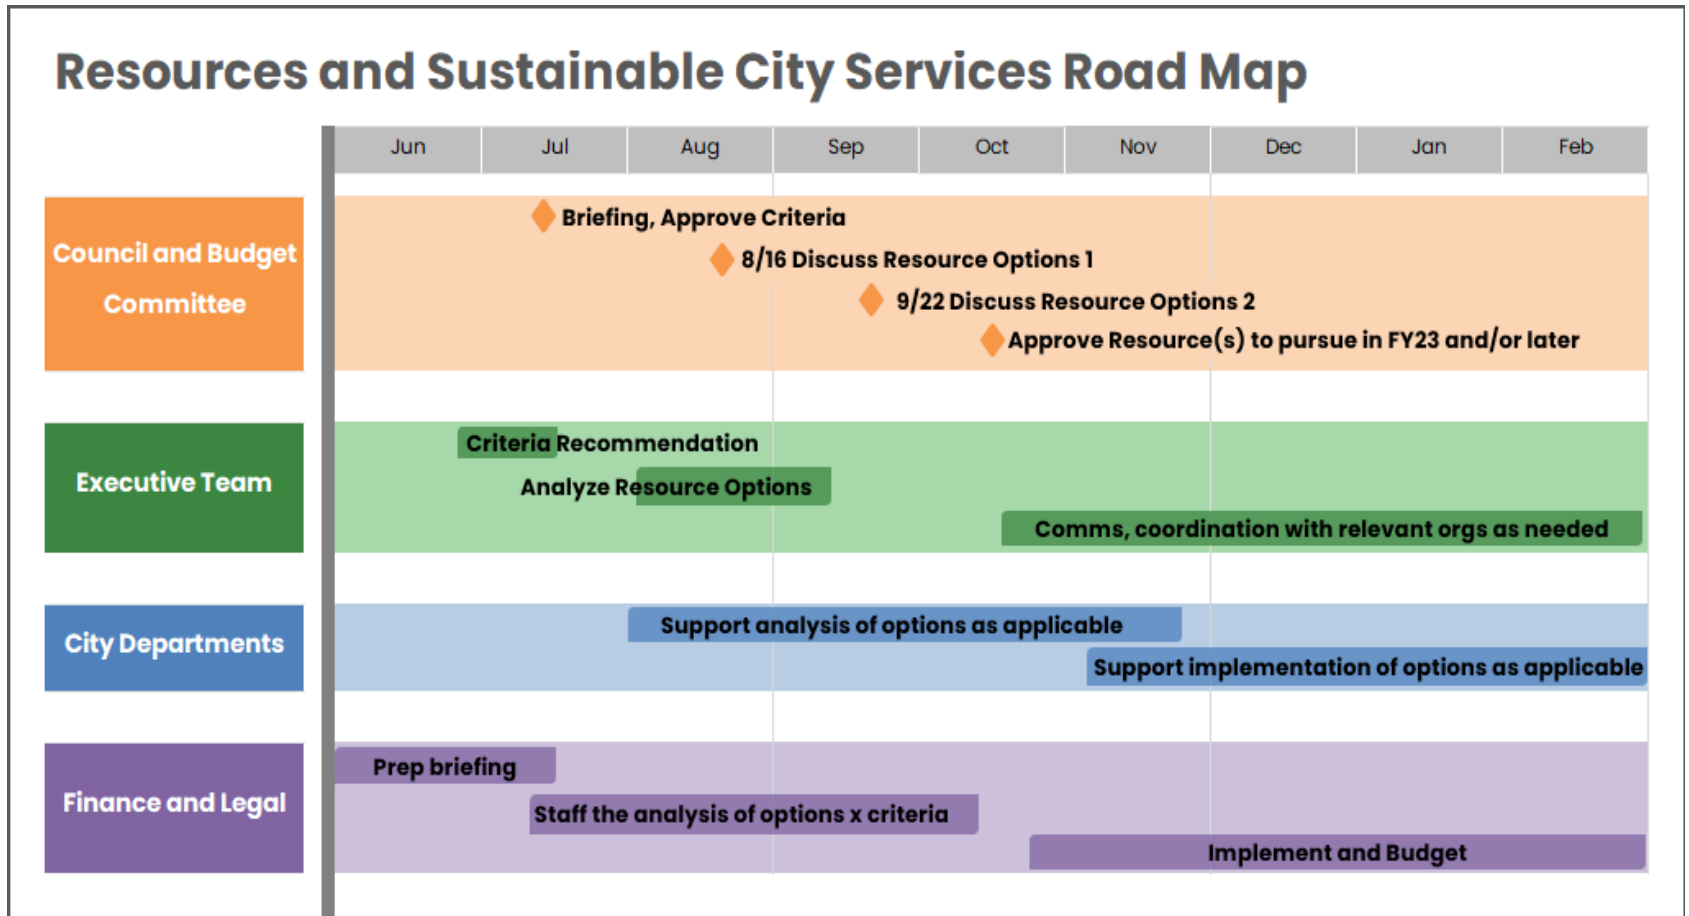 Resources and Sustainable City Services Road Map
Jun Jul Aug Sep Oct Nov Dec Jan Feb
Council and Budget
Committee
Briefing, Approve Criteria
8/16 Discuss Resource Options 1
9/22 Discuss Resource Options 2
Approve Resource(s) to pursue in FY23 and/or later
Executive Team
Criteria Recommendation
Analyze Resource Options
Comms, coordination with relevant orgs as needed
City Departments
Support analysis of options as applicable
Support implementation of options as applicable
Finance and Legal
Prep briefing
Staff the analysis of options x criteria
Implement and Budget